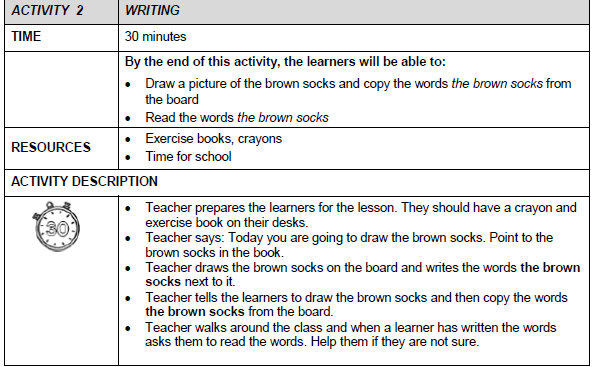 ACTIVITY 2 WRITING
TIME 30 minutes
By the end of this activity, the learners will be able to:
• Draw a picture of the brown socks and copy the words the brown socks from
the board
• Read the words the brown socks
RESOURCES
• Exercise books, crayons
• Time for school
ACTIVITY DESCRIPTION
30
• Teacher prepares the learners for the lesson. They should have a crayon and
exercise book on their desks.
• Teacher says: Today you are going to draw the brown socks. Point to the
brown socks in the book.
• Teacher draws the brown socks on the board and writes the words the brown
socks next to it.
• Teacher tells the learners to draw the brown socks and then copy the words
the brown socks from the board.
• Teacher walks around the class and when a learner has written the words
asks them to read the words. Help them if they are not sure.